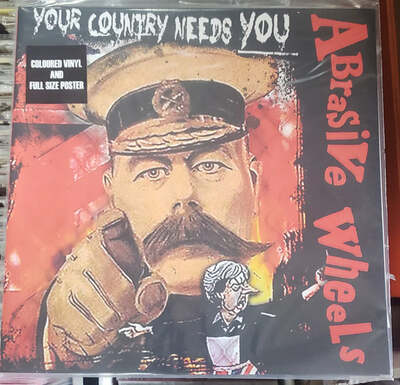 YOUR COUNTRY NEEDS YOU
COLOURED VINYL
AND
FULL SIZE POSTER
ABrasive Wheels